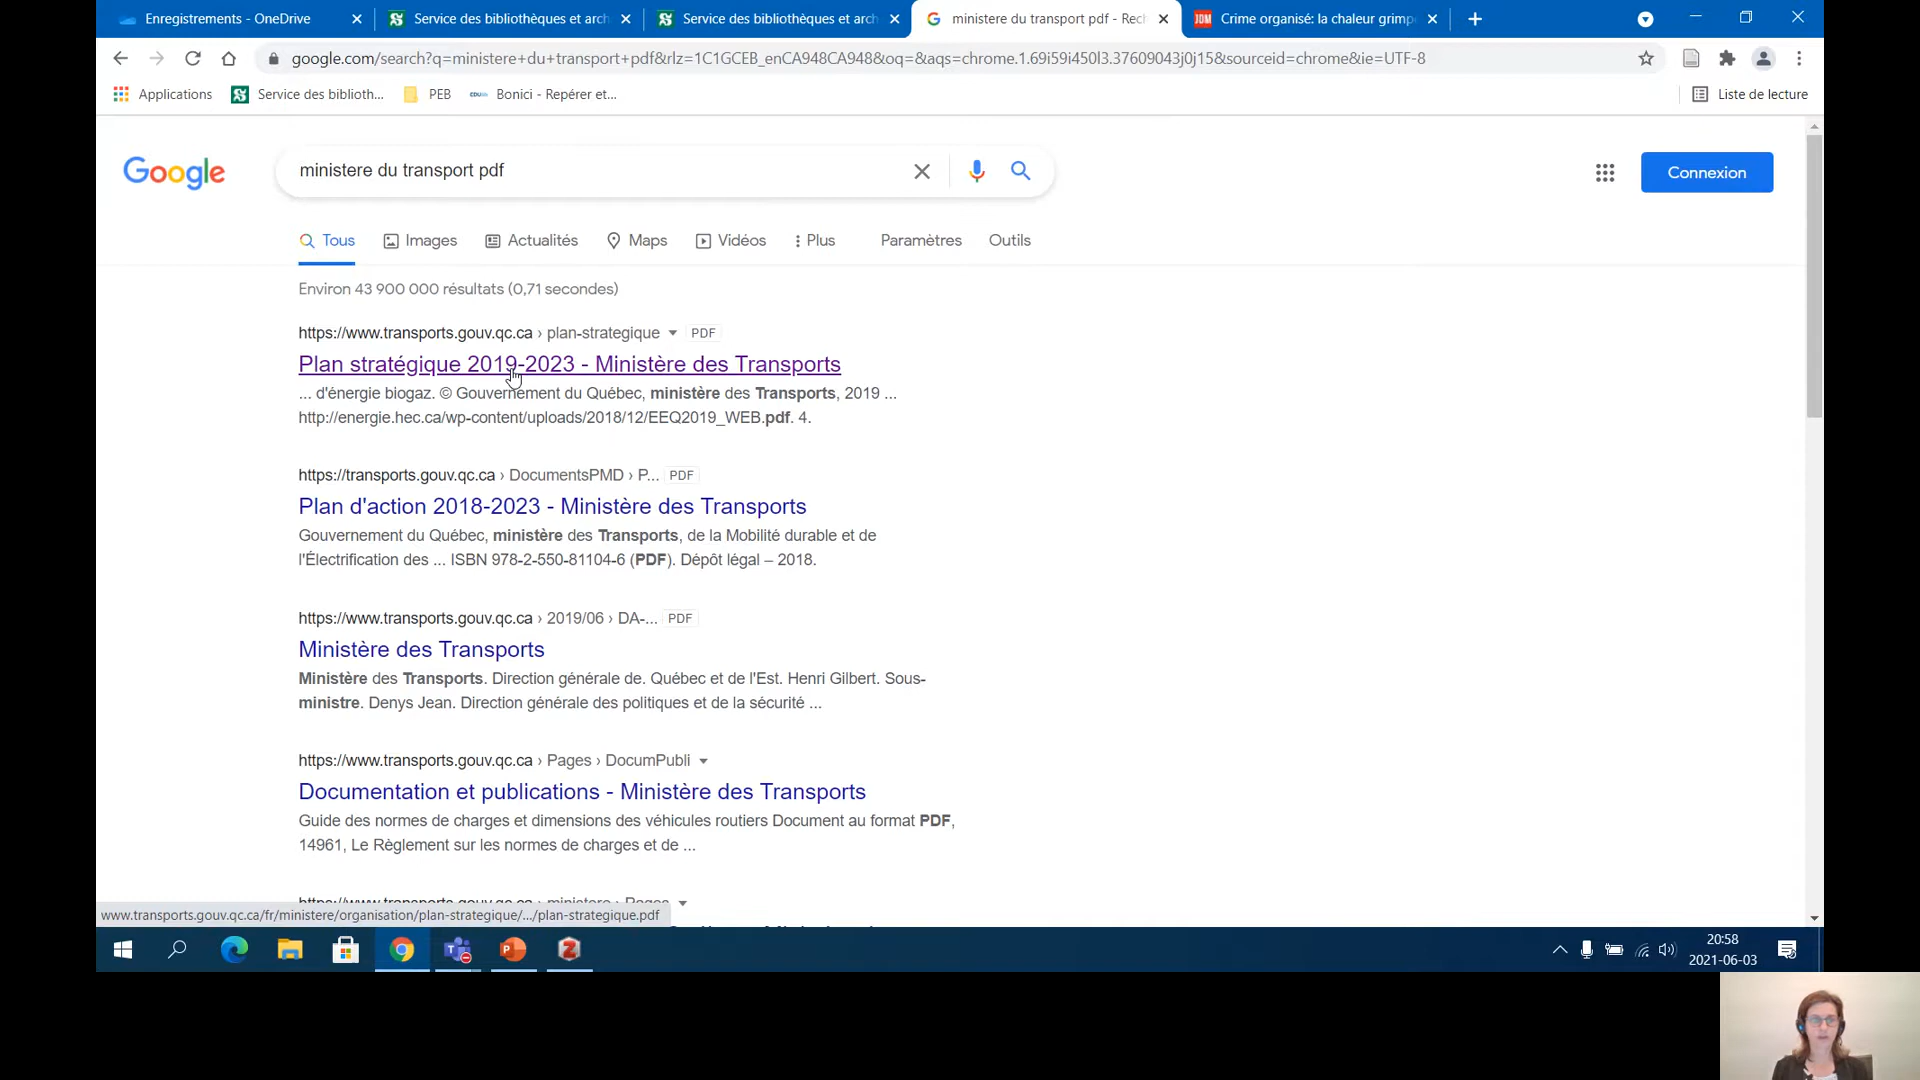 Enregistrements - OneDrive
Service des bibliothèques et arch
Service des bibliothèques et arch
ministere du transport pdf - Rech
JDM
Crime organisé: la chaleur grimpe
google.com/search?q=ministere+du+transport+pdf&rlz=1C1GCEB_enCA948CA948&oq=&aqs=chrome.1.69i59i450l3.37609043j0j15&sourceid=chrome&ie=UTF-8
Applications
Service des biblioth...
PEB
Bonici - Repérer et...
Liste de lecture
Google
ministere du transport pdf
Connexion
Tous
Images
Actualités
Maps
Vidéos
Plus
Paramètres
Outils
Environ 43 900 000 résultats (0,71 secondes)
https://www.transports.gouv.qc.ca › plan-strategique PDF
Plan stratégique 2019-2023 - Ministère des Transports
... d'énergie biogaz. © Gouvernement du Québec, ministère des Transports, 2019 ...
http://energie.hec.ca/wp-content/uploads/2018/12/EEQ2019_WEB.pdf. 4.
https://transports.gouv.qc.ca › DocumentsPMD › P... PDF
Plan d'action 2018-2023 - Ministère des Transports
Gouvernement du Québec, ministère des Transports, de la Mobilité durable et de
l'Électrification des ... ISBN 978-2-550-81104-6 (PDF). Dépôt légal – 2018.
https://www.transports.gouv.qc.ca › 2019/06 › DA-... PDF
Ministère des Transports
Ministère des Transports. Direction générale de. Québec et de l'Est. Henri Gilbert. Sous-
ministre. Denys Jean. Direction générale des politiques et de la sécurité ...
https://www.transports.gouv.qc.ca › Pages › DocumPubli
Documentation et publications - Ministère des Transports
Guide des normes de charges et dimensions des véhicules routiers Document au format PDF,
14961, Le Règlement sur les normes de charges et de ...
https://www.transports.gouv.qc.ca › ministere › Pages
www.transports.gouv.qc.ca/fr/ministere/organisation/plan-strategique/.../plan-strategique.pdf
20:58
2021-06-03